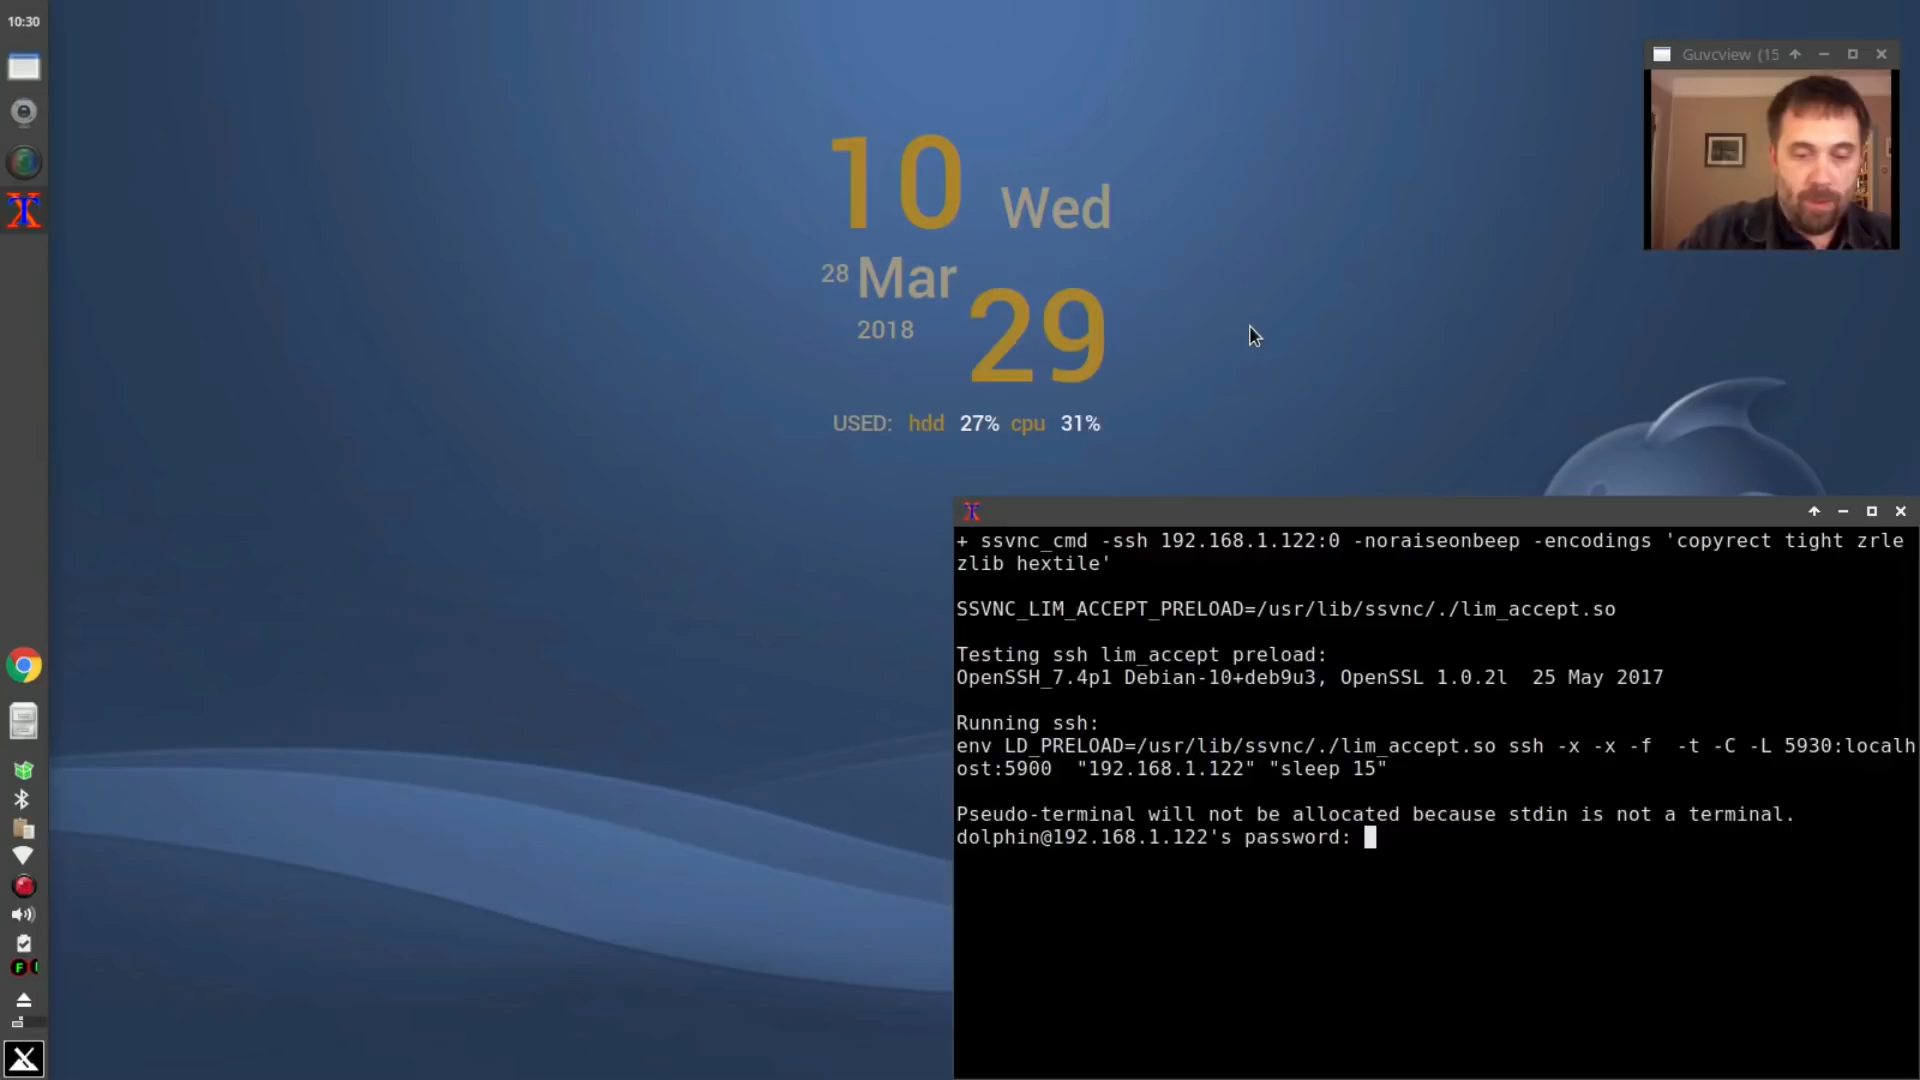 10:30
Guvcview (15
10 Wed
28 Mar
2018 29
USED: hdd 27% cpu 31%
+ ssvnc_cmd -ssh 192.168.1.122:0 -noraiseonbeep -encodings 'copyrect tight zrle
zlib hextile'
SSVNC_LIM_ACCEPT_PRELOAD=/usr/lib/ssvnc/./lim_accept.so
Testing ssh lim_accept preload:
OpenSSH_7.4p1 Debian-10+deb9u3, OpenSSL 1.0.2l  25 May 2017
Running ssh:
env LD_PRELOAD=/usr/lib/ssvnc/./lim_accept.so ssh -x -x -f  -t -C -L 5930:localh
ost:5900  "192.168.1.122" "sleep 15"
Pseudo-terminal will not be allocated because stdin is not a terminal.
dolphin@192.168.1.122's password:
F